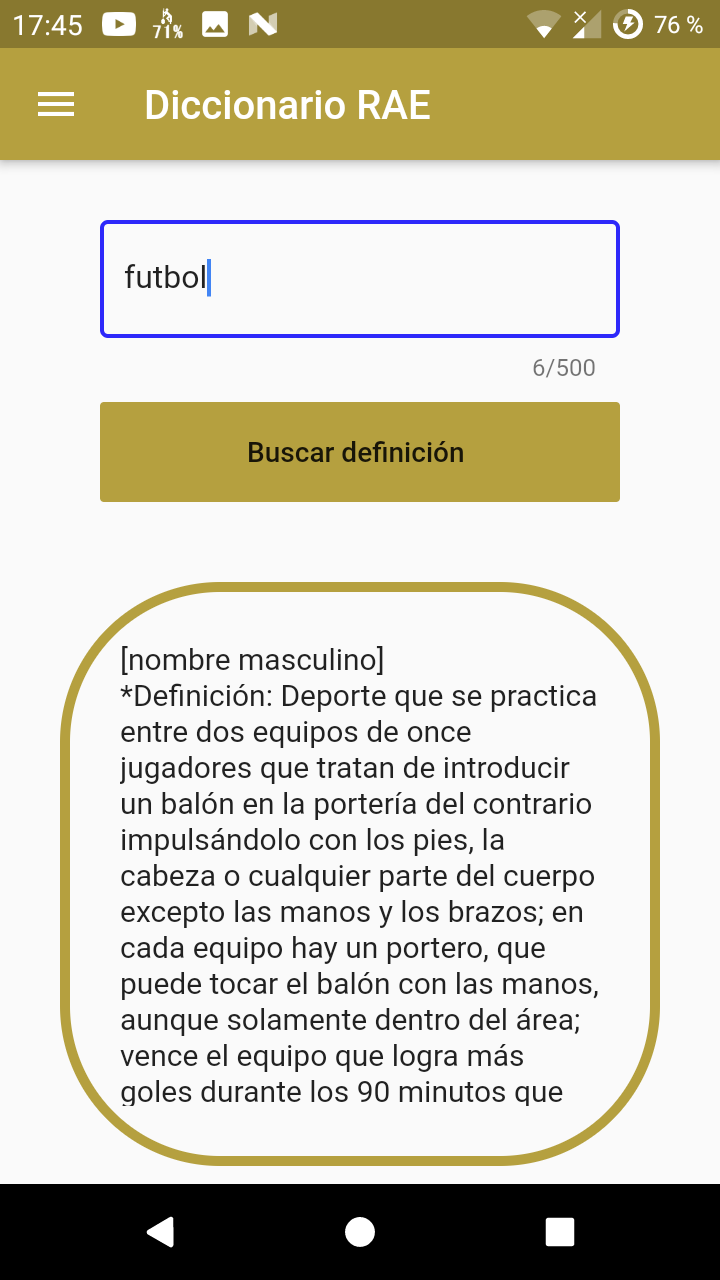 17:45
71%
76 %
Diccionario RAE
futbol
6/500
Buscar definición
[nombre masculino]
*Definición: Deporte que se practica
entre dos equipos de once
jugadores que tratan de introducir
un balón en la portería del contrario
impulsándolo con los pies, la
cabeza o cualquier parte del cuerpo
excepto las manos y los brazos; en
cada equipo hay un portero, que
puede tocar el balón con las manos,
aunque solamente dentro del área;
vence el equipo que logra más
goles durante los 90 minutos que